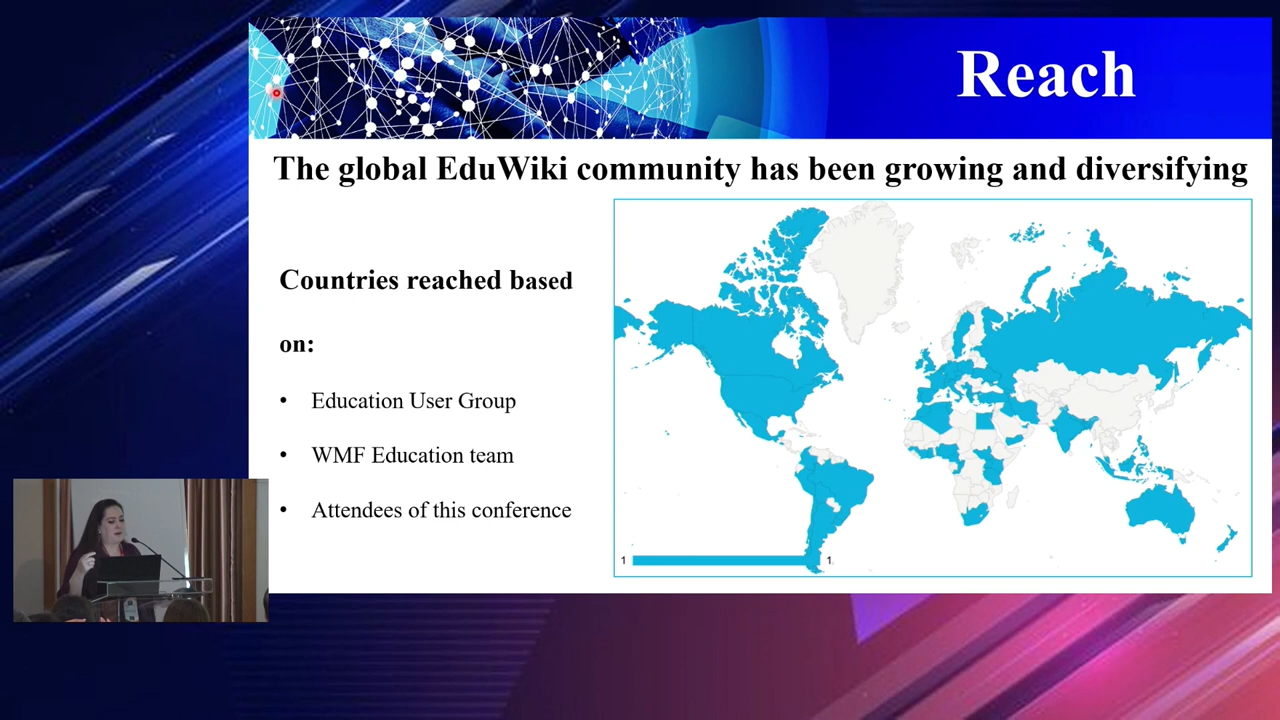 Reach
The global EduWiki community has been growing and diversifying
Countries reached based
on:
• Education User Group
• WMF Education team
• Attendees of this conference
1 1